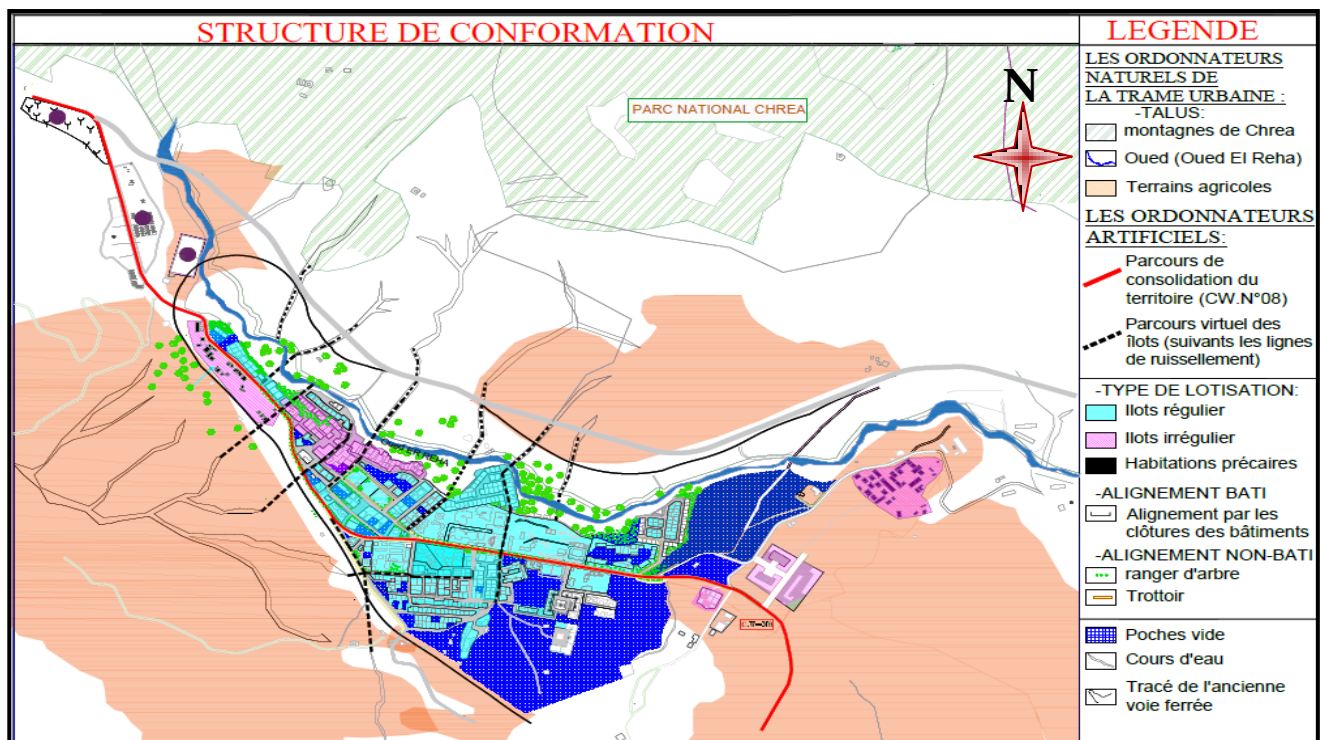 STRUCTURE DE CONFORMATION
PARC NATIONAL CHREA
N
LEGENDE
LES ORDONNATEURS
NATURELS DE
LA TRAME URBAINE :
-TALUS:
montagnes de Chrea
Oued (Oued El Reha)
Terrains agricoles
LES ORDONNATEURS
ARTIFICIELS:
Parcours de
consolidation du
territoire (CW.N°08)
Parcours virtuel des
îlots (suivants les lignes
de ruissellement)
-TYPE DE LOTISATION:
Ilots régulier
Ilots irrégulier
Habitations précaires
-ALIGNEMENT BATI
Alignement par les
clôtures des bâtiments
-ALIGNEMENT NON-BATI
ranger d'arbre
Trottoir
Poches vide
Cours d'eau
Tracé de l'ancienne
voie ferrée